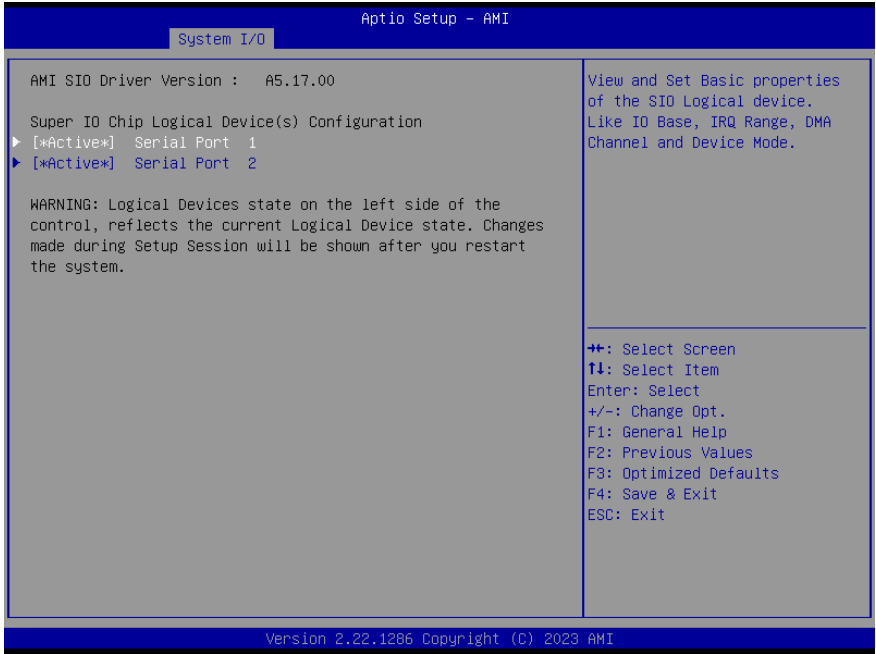 Aptio Setup – AMI
System I/O
AMI SIO Driver Version :   A5.17.00
Super IO Chip Logical Device(s) Configuration
[*Active*]  Serial Port  1
[*Active*]  Serial Port  2
WARNING: Logical Devices state on the left side of the
control, reflects the current Logical Device state. Changes
made during Setup Session will be shown after you restart
the system.
View and Set Basic properties
of the SIO Logical device.
Like IO Base, IRQ Range, DMA
Channel and Device Mode.
→←: Select Screen
↑↓: Select Item
Enter: Select
+/-: Change Opt.
F1: General Help
F2: Previous Values
F3: Optimized Defaults
F4: Save & Exit
ESC: Exit
Version 2.22.1286 Copyright (C) 2023 AMI